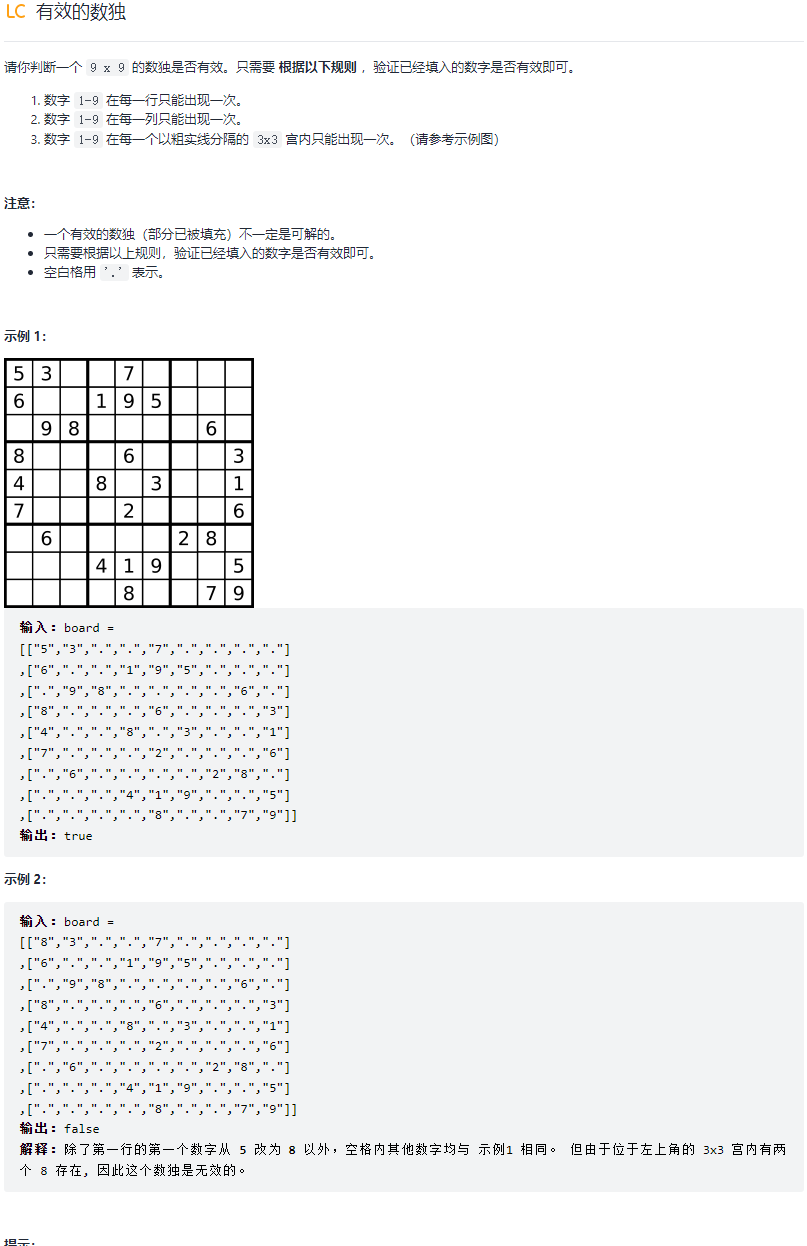 LC 有效的数独
请你判断一个 9 x 9 的数独是否有效。只需要 根据以下规则 ，验证已经填入的数字是否有效即可。
1. 数字 1-9 在每一行只能出现一次。
2. 数字 1-9 在每一列只能出现一次。
3. 数字 1-9 在每一个以粗实线分隔的 3x3 宫内只能出现一次。（请参考示例图）
注意：
一个有效的数独（部分已被填充）不一定是可解的。
只需要根据以上规则，验证已经填入的数字是否有效即可。
空白格用 '.' 表示。
示例 1：
5 3 7
6 1 9 5
9 8 6
8 6 3
4 8 3 1
7 2 6
6 2 8
4 1 9 5
8 7 9
输入：board =
[["5","3",".",".","7",".",".",".","."]
,["6",".",".","1","9","5",".",".","."]
,[".","9","8",".",".",".",".","6","."]
,["8",".",".",".","6",".",".",".","3"]
,["4",".",".","8",".","3",".",".","1"]
,["7",".",".",".","2",".",".",".","6"]
,[".","6",".",".",".",".","2","8","."]
,[".",".",".","4","1","9",".",".","5"]
,[".",".",".",".","8",".",".","7","9"]]
输出：true
示例 2：
输入：board =
[["8","3",".",".","7",".",".",".","."]
,["6",".",".","1","9","5",".",".","."]
,[".","9","8",".",".",".",".","6","."]
,["8",".",".",".","6",".",".",".","3"]
,["4",".",".","8",".","3",".",".","1"]
,["7",".",".",".","2",".",".",".","6"]
,[".","6",".",".",".",".","2","8","."]
,[".",".",".","4","1","9",".",".","5"]
,[".",".",".",".","8",".",".","7","9"]]
输出：false
解释：除了第一行的第一个数字从 5 改为 8 以外，空格内其他数字均与 示例1 相同。 但由于位于左上角的 3x3 宫内有两
个 8 存在, 因此这个数独是无效的。
提示：